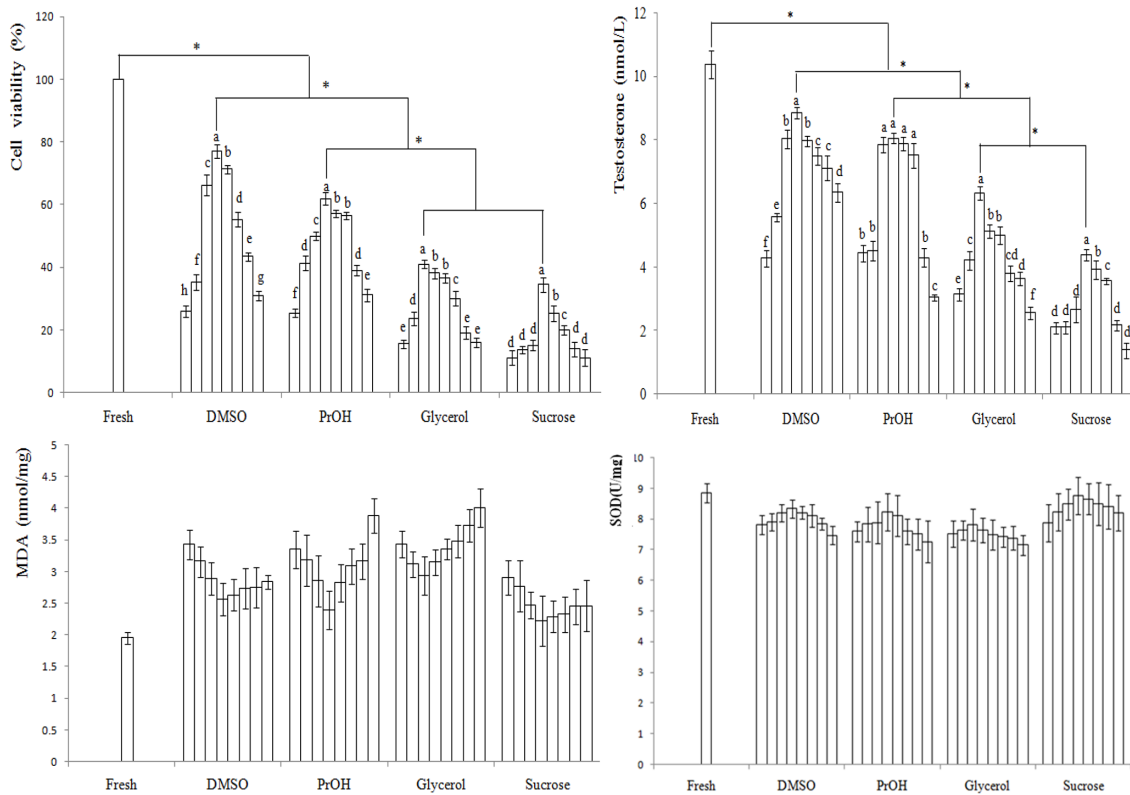 Cell viability (%)
120
100
80
60
40
20
0
*
*
*
h f c a b d e g
f d c a b b d e
e d a b b c e e
d d d a b c d d
Fresh DMSO PrOH Glycerol Sucrose
Testosterone (nmol/L)
12
10
8
6
4
2
0
*
*
*
*
f e b a b c c d
b b a a a a b c
e c a b b cd d f
d d d a b c d d
Fresh DMSO PrOH Glycerol Sucrose
MDA (nmol/mg)
5
4.5
4
3.5
3
2.5
2
1.5
1
0.5
0
Fresh DMSO PrOH Glycerol Sucrose
SOD(U/mg)
10
9
8
7
6
5
4
3
2
1
0
Fresh DMSO PrOH Glycerol Sucrose